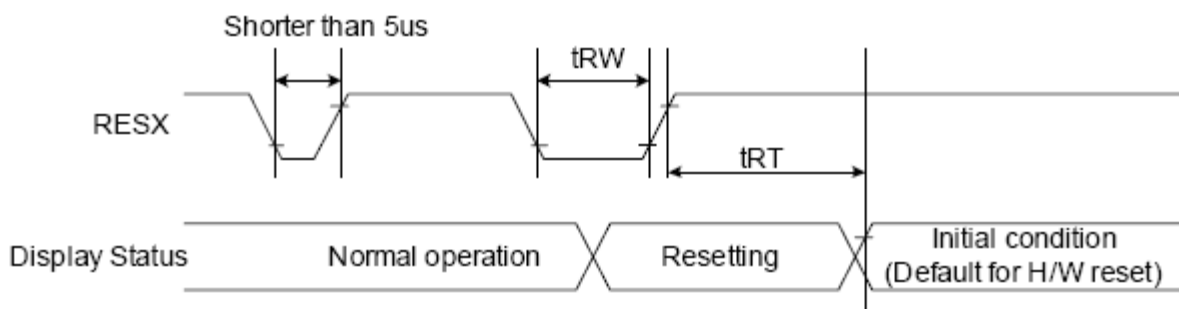 Shorter than 5us
tRW
RESX
tRT
Display Status
Normal operation
Resetting
Initial condition
(Default for H/W reset)